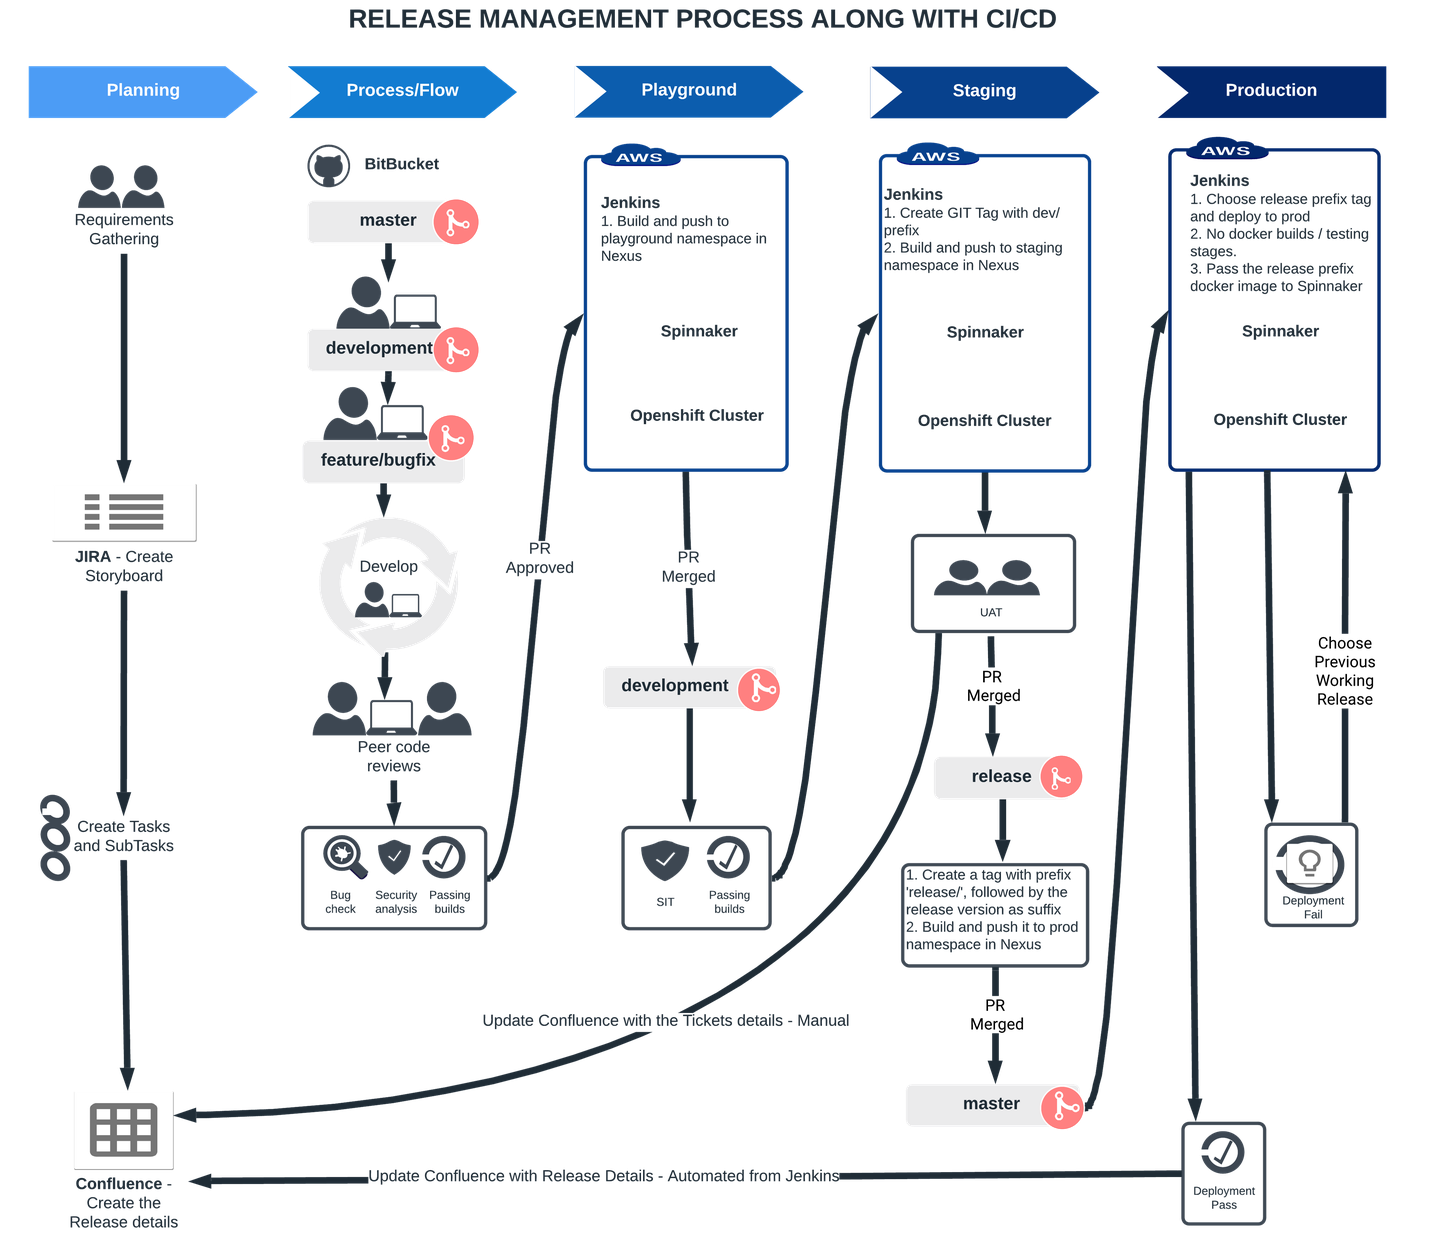 RELEASE MANAGEMENT PROCESS ALONG WITH CI/CD
Planning
Process/Flow
Playground
Staging
Production
Requirements
Gathering
JIRA - Create
Storyboard
Create Tasks
and SubTasks
Confluence -
Create the
Release details
BitBucket
master
development
feature/bugfix
Develop
Peer code
reviews
Bug
check
Security
analysis
Passing
builds
PR
Approved
AWS
Jenkins
1. Build and push to
playground namespace in
Nexus
Spinnaker
Openshift Cluster
PR
Merged
development
SIT
Passing
builds
AWS
Jenkins
1. Create GIT Tag with dev/
prefix
2. Build and push to staging
namespace in Nexus
Spinnaker
Openshift Cluster
UAT
PR
Merged
release
1. Create a tag with prefix
'release/', followed by the
release version as suffix
2. Build and push it to prod
namespace in Nexus
PR
Merged
master
AWS
Jenkins
1. Choose release prefix tag
and deploy to prod
2. No docker builds / testing
stages.
3. Pass the release prefix
docker image to Spinnaker
Spinnaker
Openshift Cluster
Choose
Previous
Working
Release
Deployment
Fail
Deployment
Pass
Update Confluence with the Tickets details - Manual
Update Confluence with Release Details - Automated from Jenkins